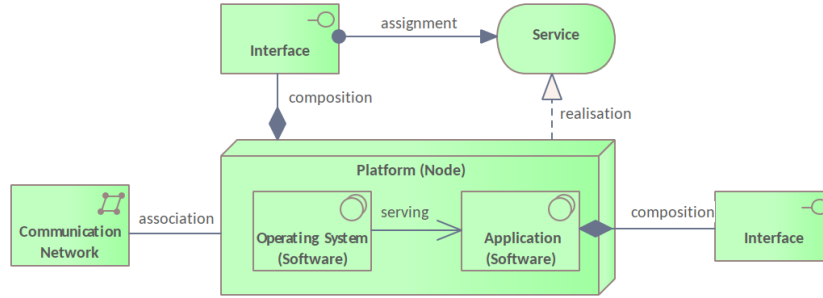 assignment
Service
Interface
composition
realisation
Platform (Node)
Communication
Network
association
Operating System
(Software)
serving
Application
(Software)
composition
Interface